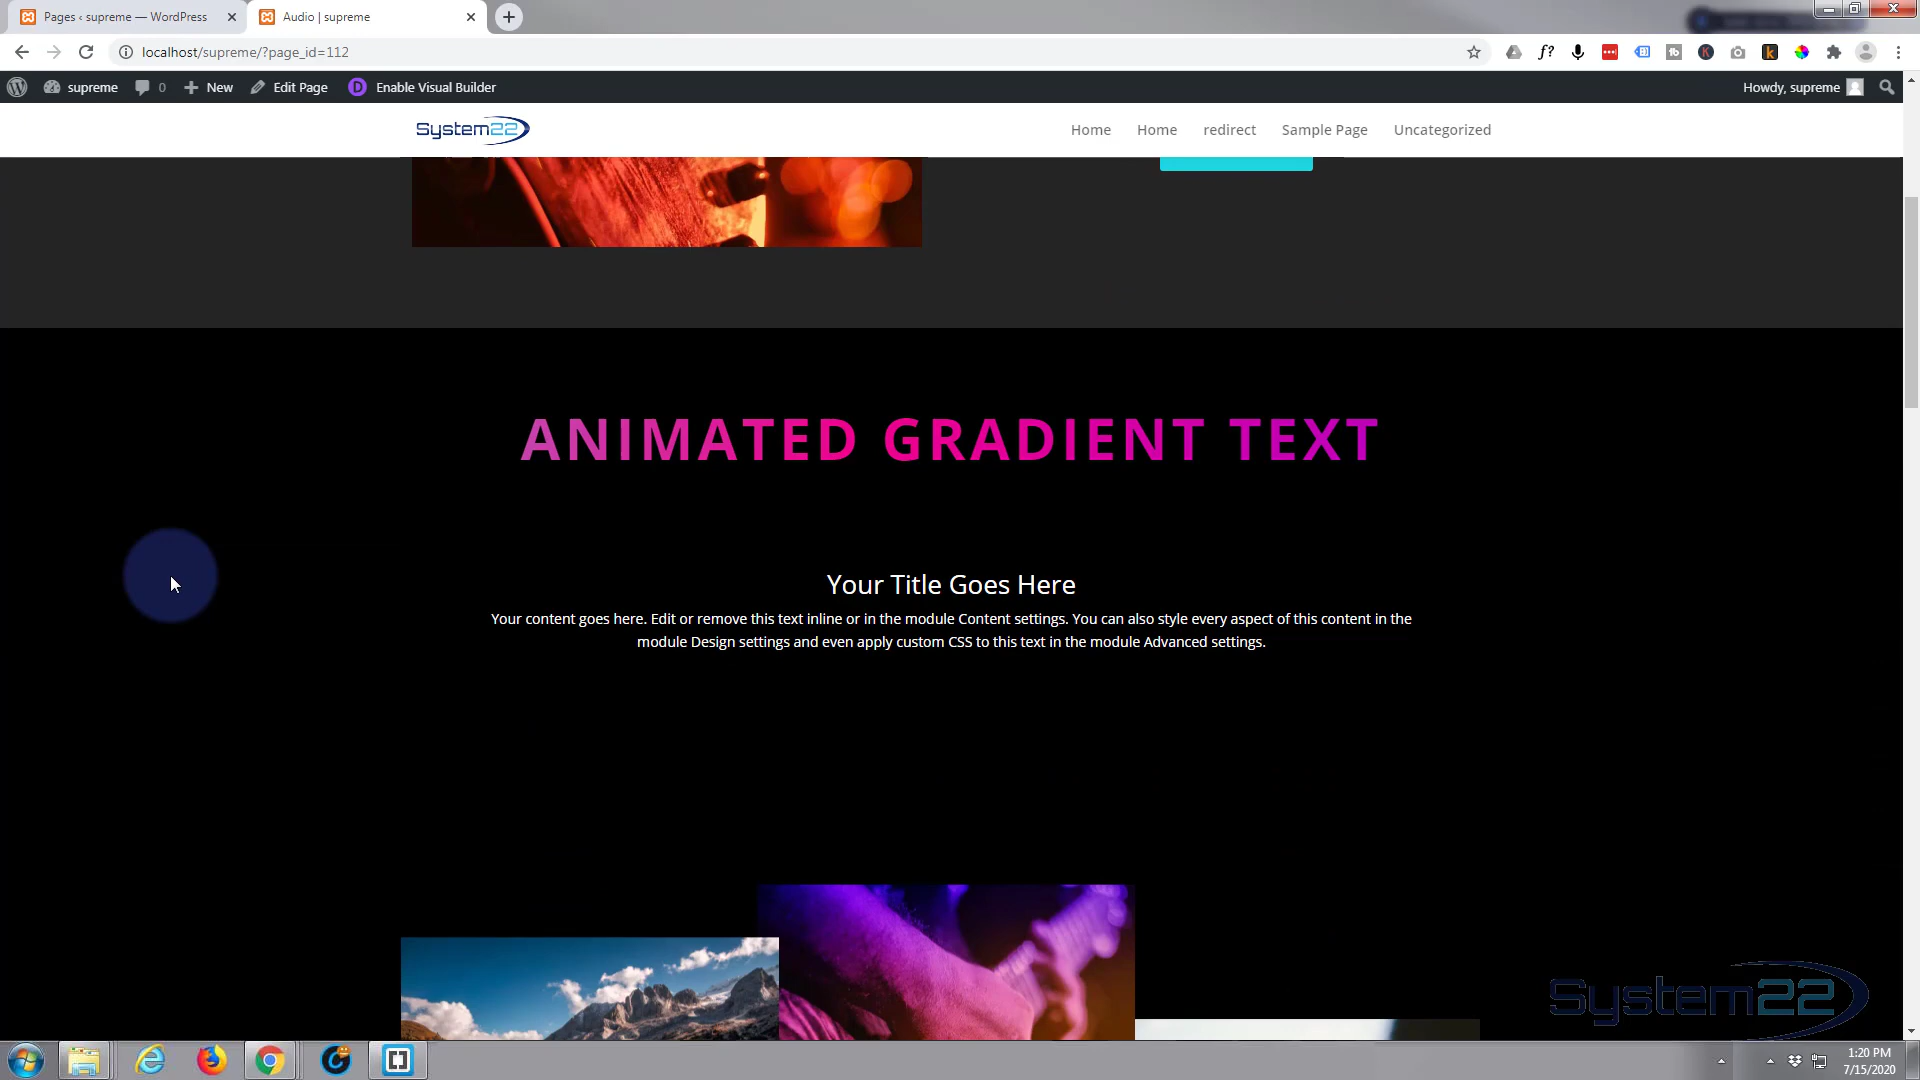 Pages ‹ supreme — WordPress
Audio | supreme
localhost/supreme/?page_id=112
supreme
0
New
Edit Page
Enable Visual Builder
Howdy, supreme
System22
Home
Home
redirect
Sample Page
Uncategorized
ANIMATED GRADIENT TEXT
Your Title Goes Here
Your content goes here. Edit or remove this text inline or in the module Content settings. You can also style every aspect of this content in the
module Design settings and even apply custom CSS to this text in the module Advanced settings.
System22
1:20 PM
7/15/2020